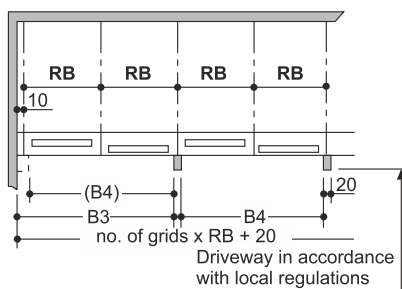 RB RB RB RB
10
(B4)
20
B3 B4
no. of grids x RB + 20
Driveway in accordance
with local regulations